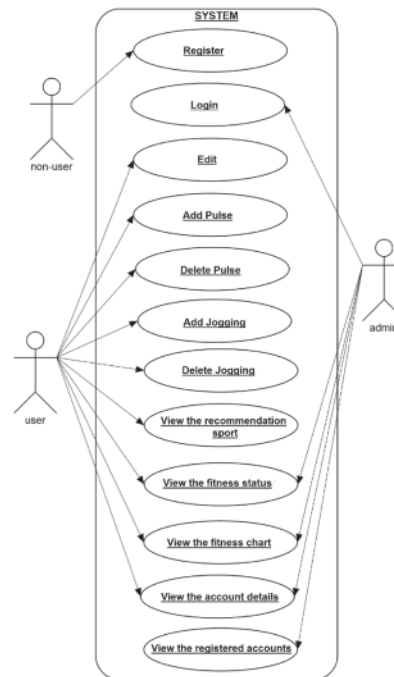 SYSTEM
Register
Login
non-user
Edit
Add Pulse
Delete Pulse
admin
Add Jogging
user
Delete Jogging
View the recommendation
sport
View the fitness status
View the fitness chart
View the account details
View the registered accounts